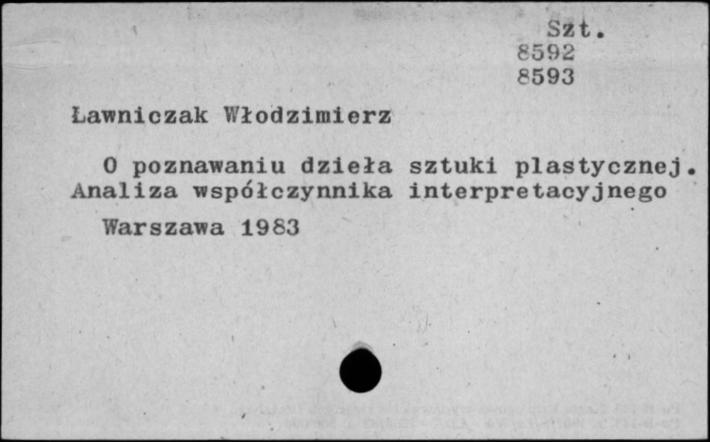 Szt.
8592
8593
Ławniczak Włodzimierz
O poznawaniu dzieła sztuki plastycznej.
Analiza współczynnika interpretacyjnego
Warszawa 1983